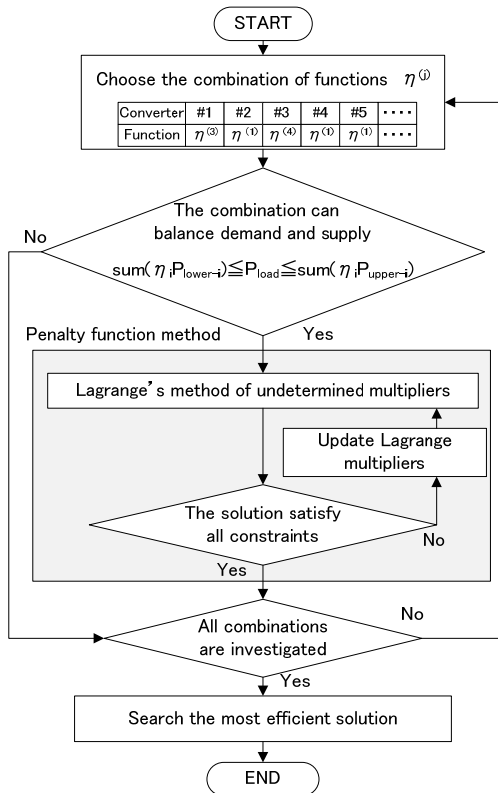 START
Choose the combination of functions η(j)
Converter #1 #2 #3 #4 #5 ････
Function η(3) η(1) η(4) η(1) η(1) ････
The combination can
balance demand and supply
sum(ηiPlower-i)≦Pload≦sum(ηiPupper-i)
No
Yes
Penalty function method
Lagrange's method of undetermined multipliers
Update Lagrange
multipliers
The solution satisfy
all constraints
No
Yes
All combinations
are investigated
No
Yes
Search the most efficient solution
END